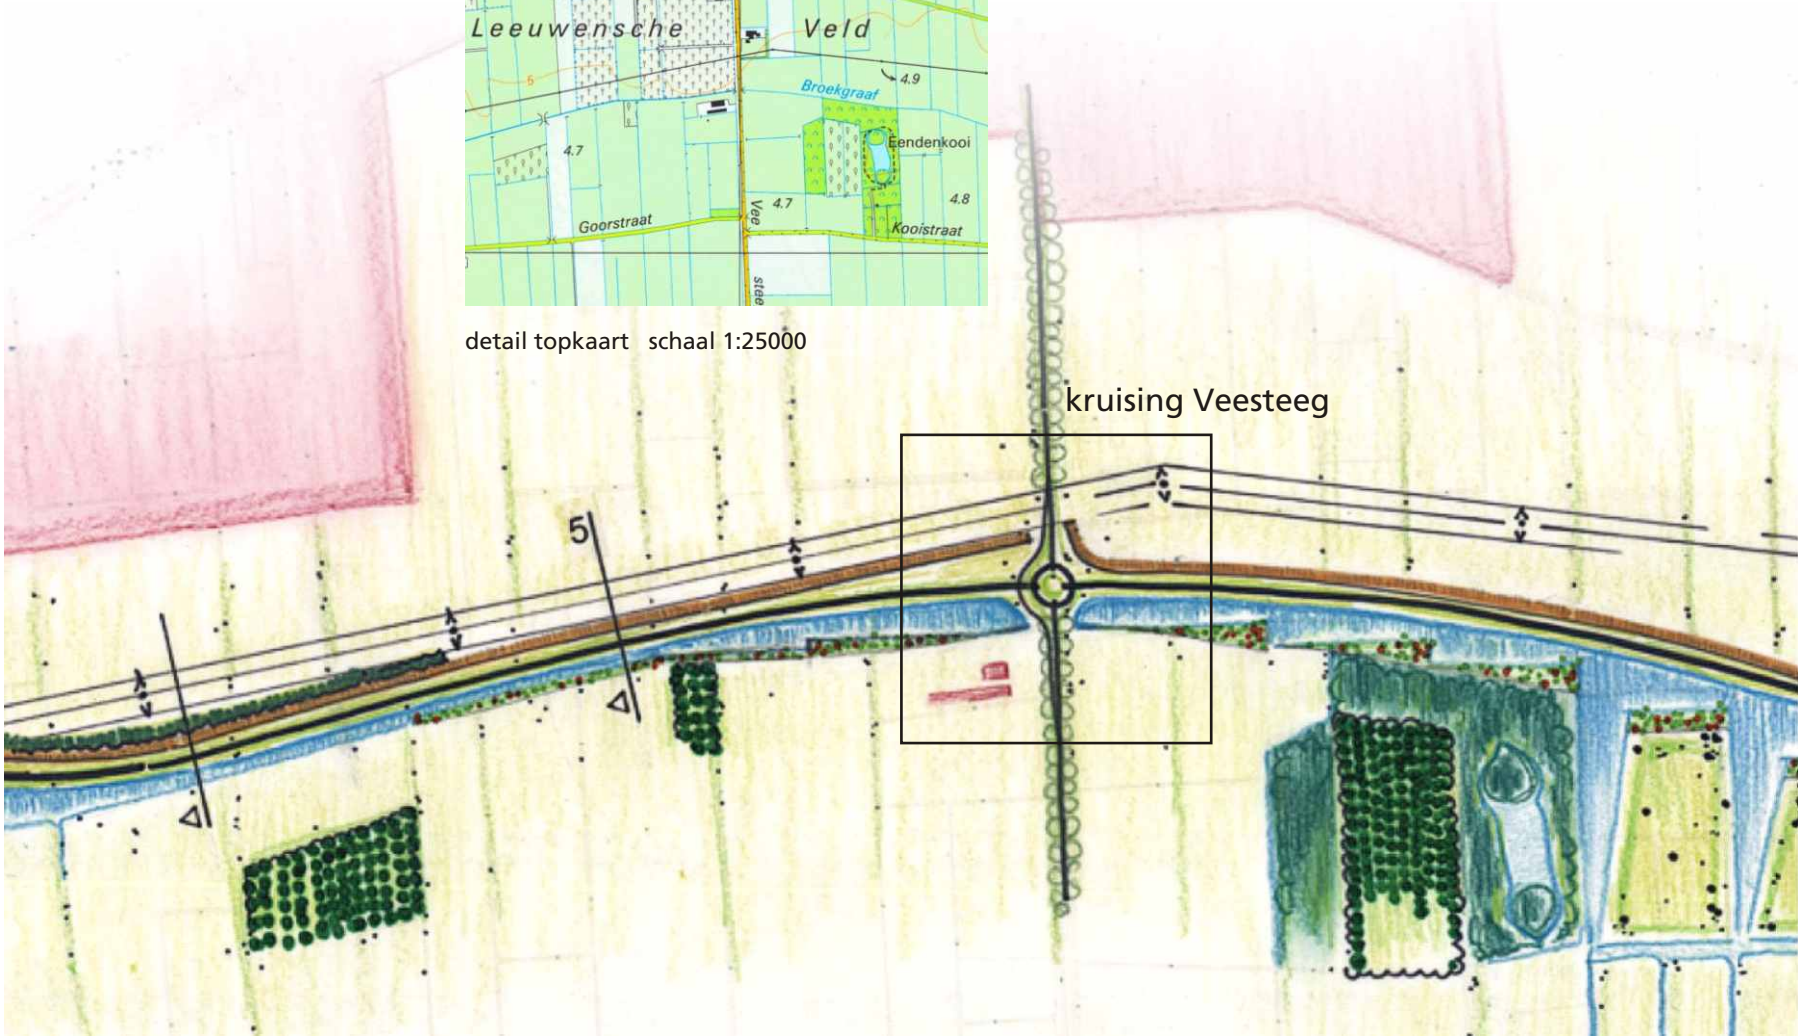 Leeuwensche Veld
5
4.9
Broekgraaf
Eendenkooi
4.7
4.7
4.8
Vee
Goorstraat
Kooistraat
stee
detail topkaart schaal 1:25000
kruising Veesteeg
5